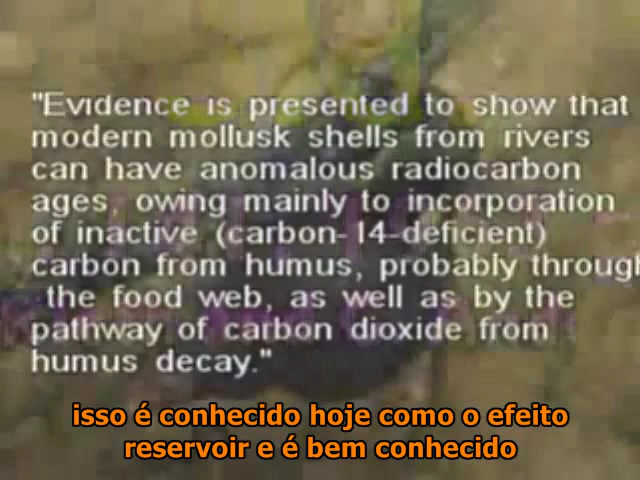 "Evidence is presented to show that
modern mollusk shells from rivers
can have anomalous radiocarbon
ages, owing mainly to incorporation
of inactive (carbon-14-deficient)
carbon from humus, probably through
the food web, as well as by the
pathway of carbon dioxide from
humus decay."
isso é conhecido hoje como o efeito
reservoir e é bem conhecido